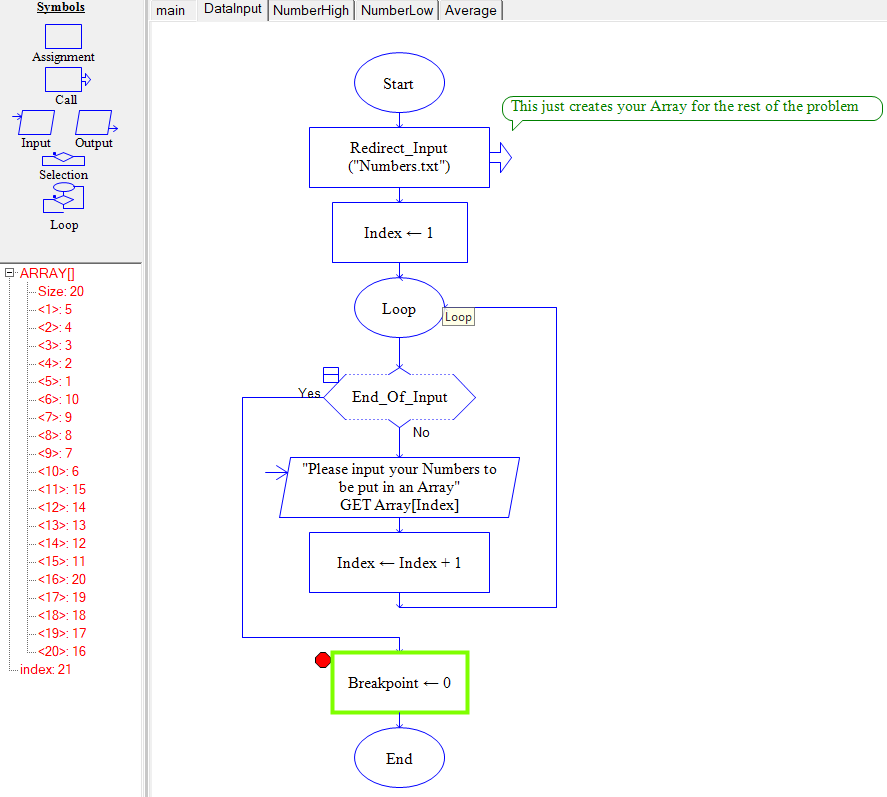 Symbols
Assignment
Call
Input
Output
Selection
Loop
ARRAY[]
Size: 20
<1>: 5
<2>: 4
<3>: 3
<4>: 2
<5>: 1
<6>: 10
<7>: 9
<8>: 8
<9>: 7
<10>: 6
<11>: 15
<12>: 14
<13>: 13
<14>: 12
<15>: 11
<16>: 20
<17>: 19
<18>: 18
<19>: 17
<20>: 16
index: 21
main
DataInput
NumberHigh
NumberLow
Average
Start
This just creates your Array for the rest of the problem
Redirect_Input
("Numbers.txt")
Index ← 1
Loop
Loop
Yes
End_Of_Input
No
"Please input your Numbers to
be put in an Array"
GET Array[Index]
Index ← Index + 1
Breakpoint ← 0
End